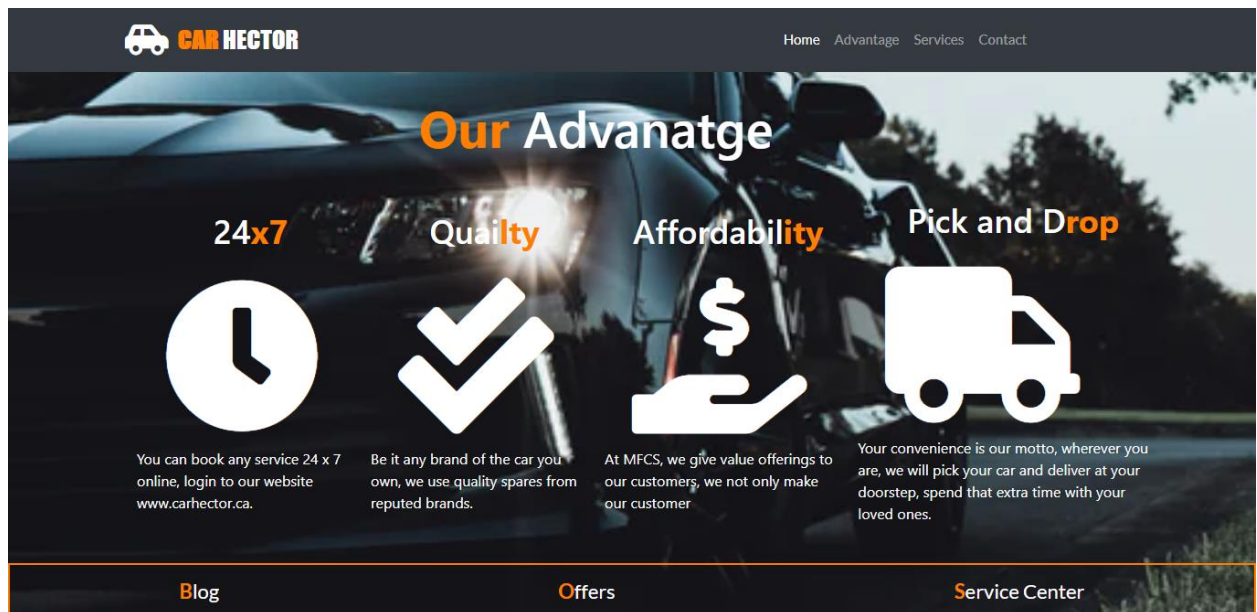 CAR HECTOR
Home Advantage Services Contact
Our Advanatge
24x7
Quailty
Affordability
Pick and Drop
$
You can book any service 24 x 7
online, login to our website
www.carhector.ca.
Be it any brand of the car you
own, we use quality spares from
reputed brands.
At MFCS, we give value offerings to
our customers, we not only make
our customer
Your convenience is our motto, wherever you
are, we will pick your car and deliver at your
doorstep, spend that extra time with your
loved ones.
Blog
Offers
Service Center